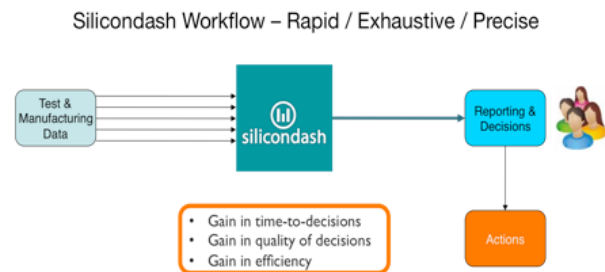 Silicondash Workflow – Rapid / Exhaustive / Precise
Test &
Manufacturing
Data
silicondash
Reporting &
Decisions
• Gain in time-to-decisions
• Gain in quality of decisions
• Gain in efficiency
Actions